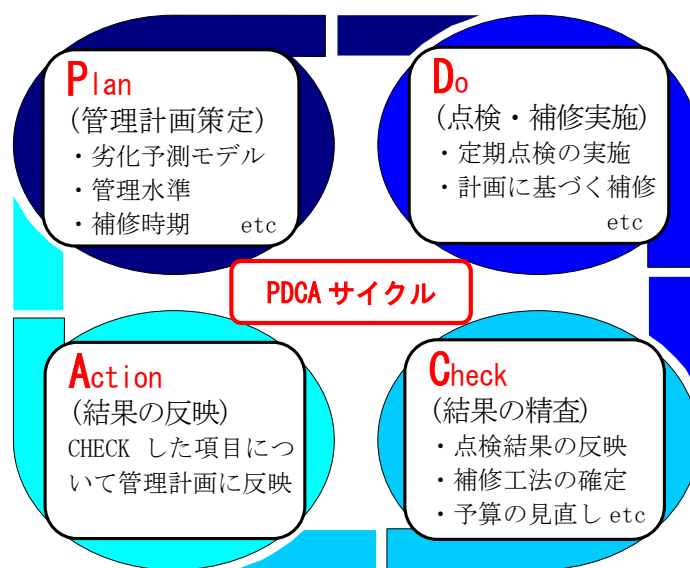 Plan
(管理計画策定)
・劣化予測モデル
・管理水準
・補修時期 etc
Do
(点検・補修実施)
・定期点検の実施
・計画に基づく補修
etc
PDCA サイクル
Action
(結果の反映)
CHECK した項目につ
いて管理計画に反映
Check
(結果の精査)
・点検結果の反映
・補修工法の確定
・予算の見直し etc